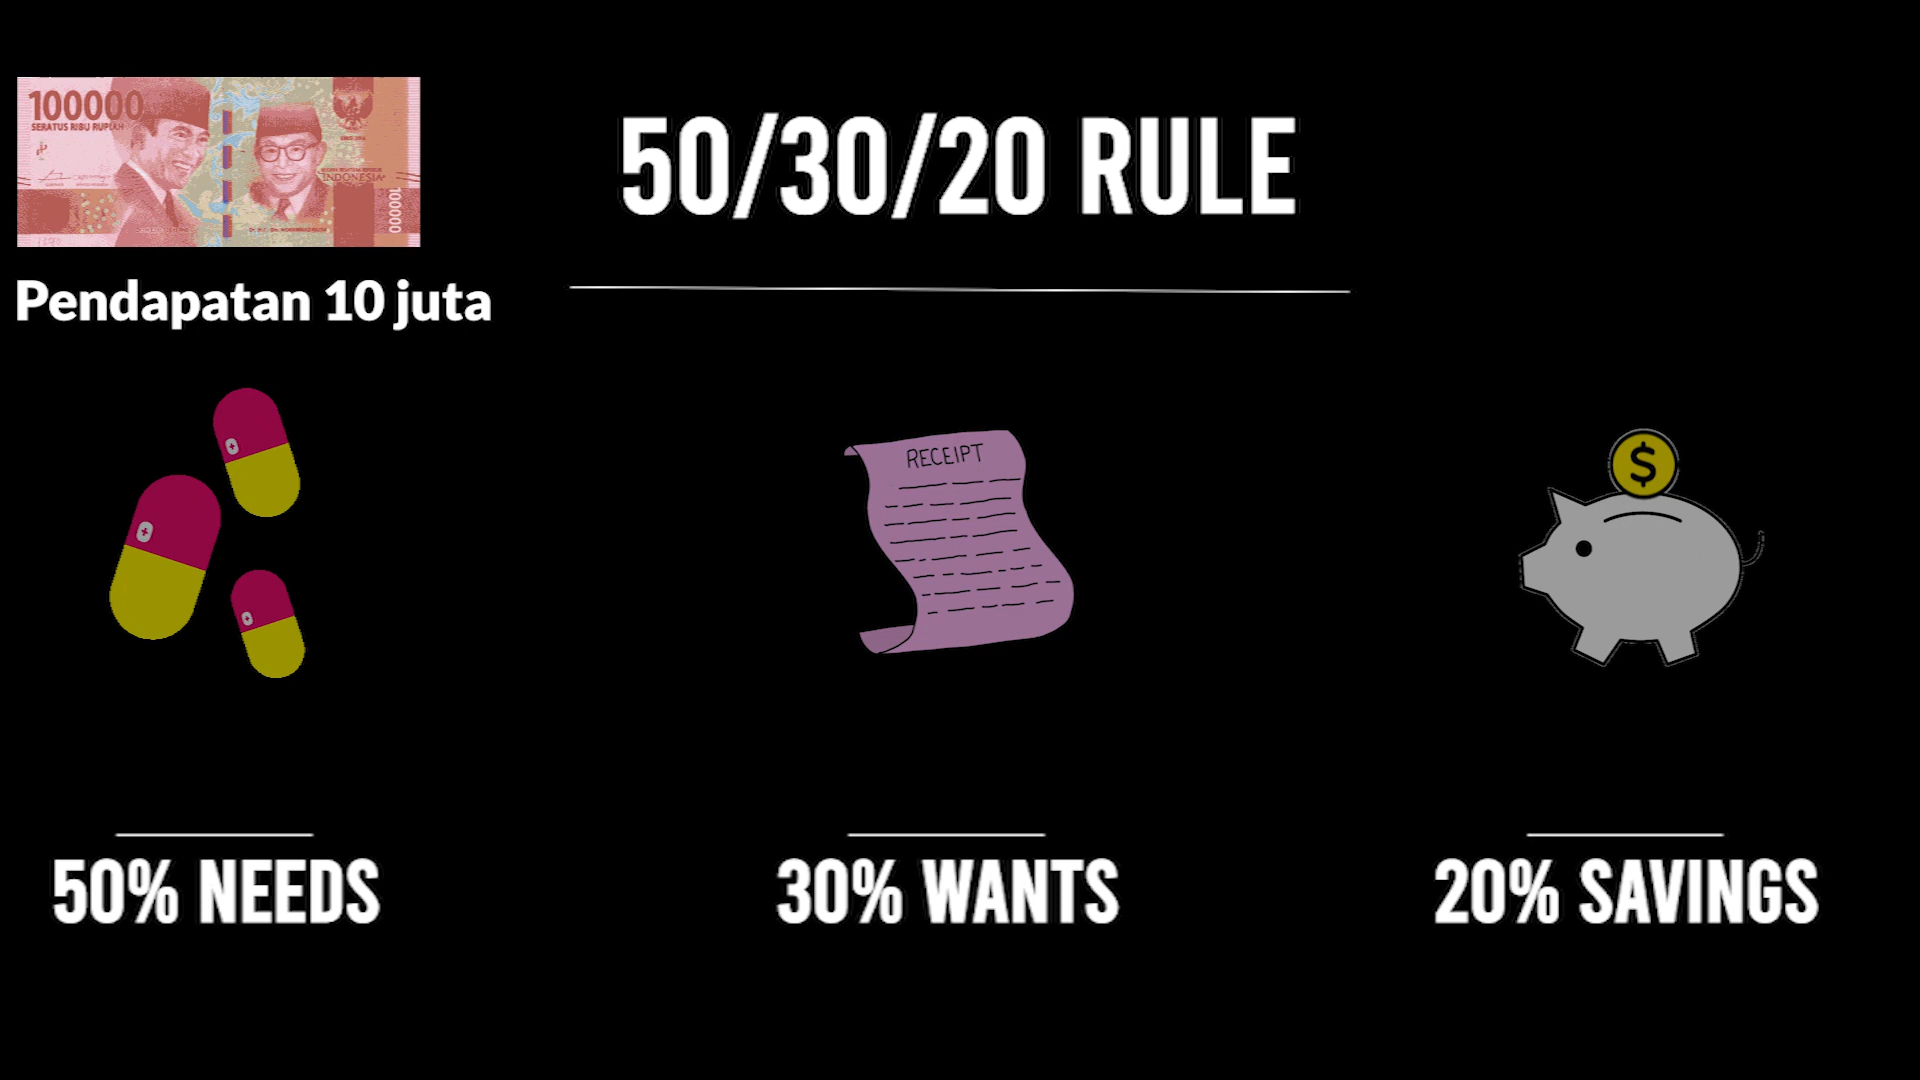 100000
SERATUS RIBU RUPIAH
INDONESIA
100000
50/30/20 RULE
Pendapatan 10 juta
RECEIPT
$
50% NEEDS
30% WANTS
20% SAVINGS